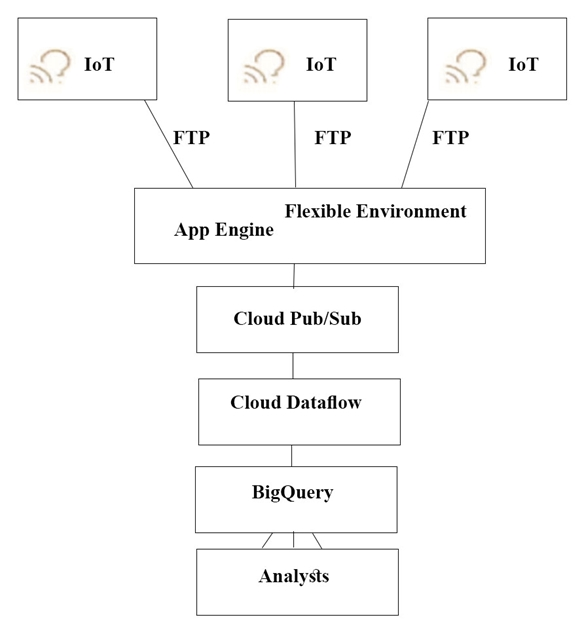 IoT
IoT
IoT
FTP
FTP
FTP
Flexible Environment
App Engine
Cloud Pub/Sub
Cloud Dataflow
BigQuery
Analysts